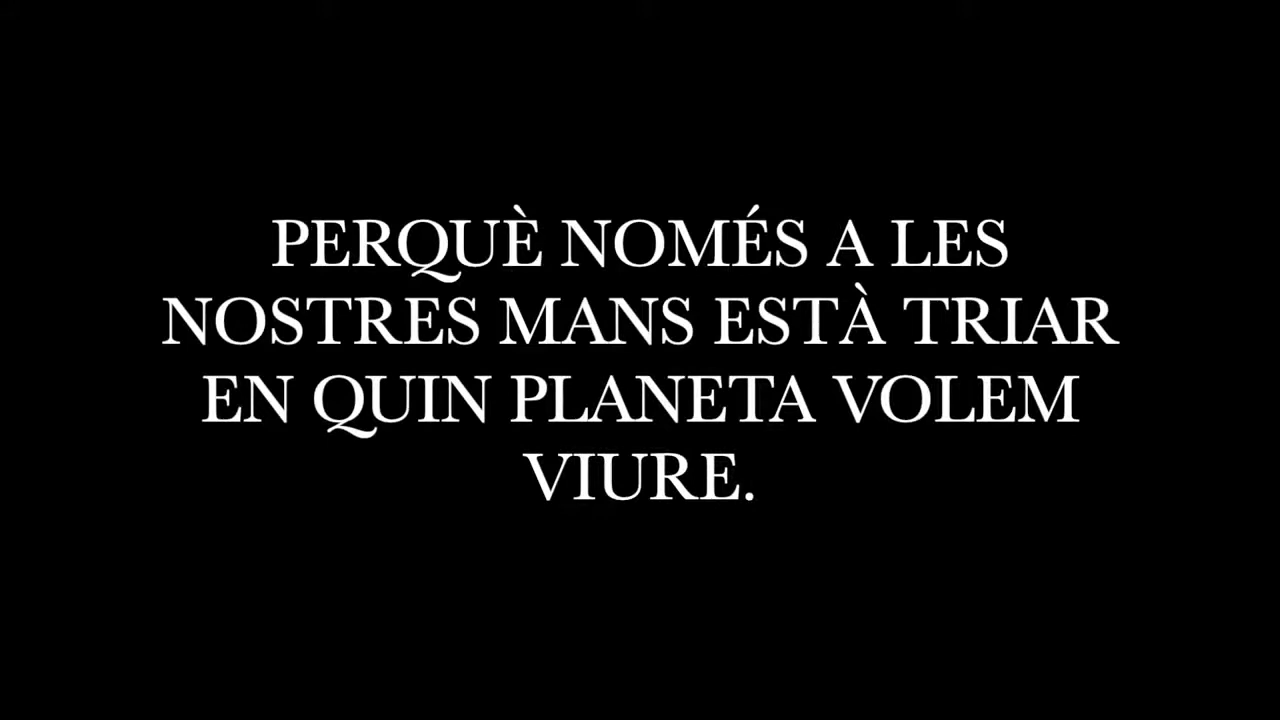 PERQUÈ NOMÉS A LES
NOSTRES MANS ESTÀ TRIAR
EN QUIN PLANETA VOLEM
VIURE.